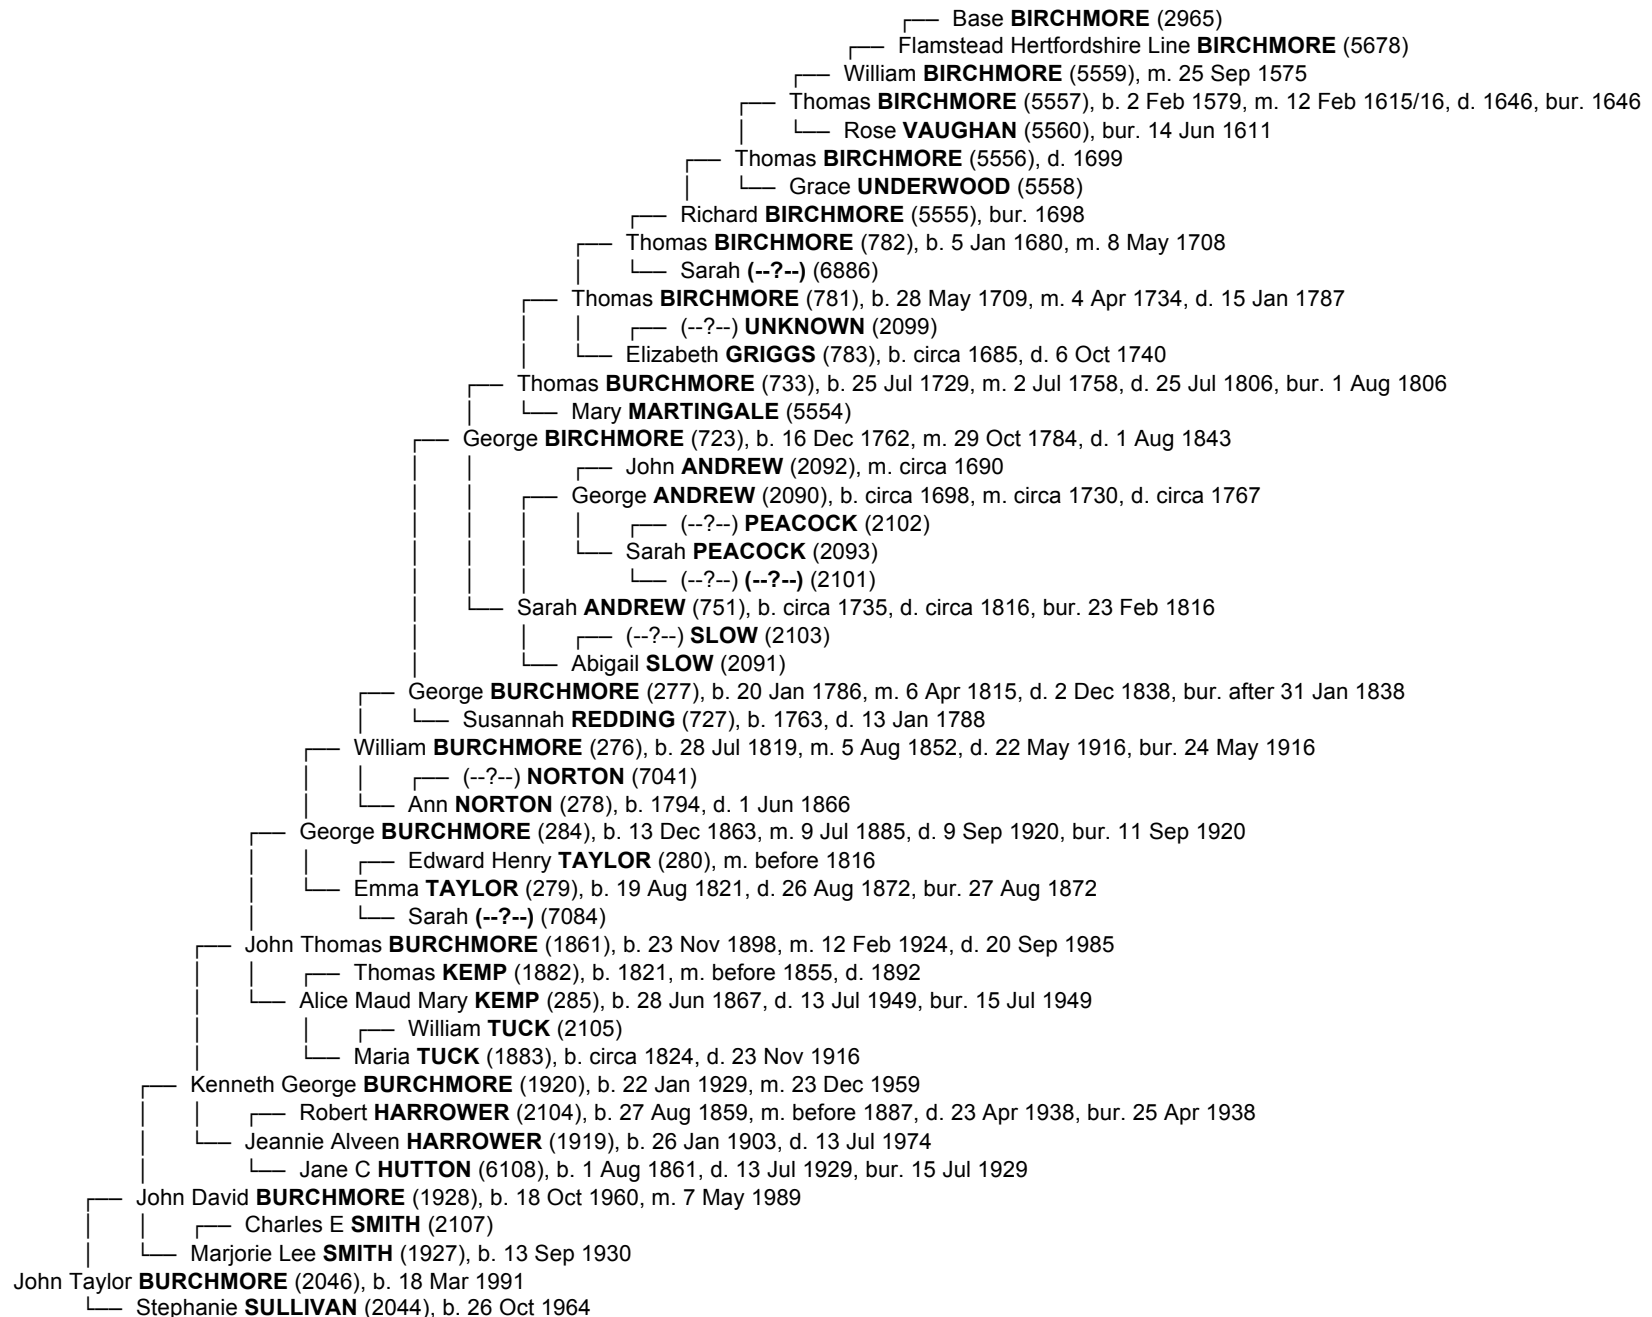 Base BIRCHMORE (2965)
Flamstead Hertfordshire Line BIRCHMORE (5678)
William BIRCHMORE (5559), m. 25 Sep 1575
Thomas BIRCHMORE (5557), b. 2 Feb 1579, m. 12 Feb 1615/16, d. 1646, bur. 1646
Rose VAUGHAN (5560), bur. 14 Jun 1611
Thomas BIRCHMORE (5556), d. 1699
Grace UNDERWOOD (5558)
Richard BIRCHMORE (5555), bur. 1698
Thomas BIRCHMORE (782), b. 5 Jan 1680, m. 8 May 1708
Sarah (--?--) (6886)
Thomas BIRCHMORE (781), b. 28 May 1709, m. 4 Apr 1734, d. 15 Jan 1787
(--?--) UNKNOWN (2099)
Elizabeth GRIGGS (783), b. circa 1685, d. 6 Oct 1740
Thomas BURCHMORE (733), b. 25 Jul 1729, m. 2 Jul 1758, d. 25 Jul 1806, bur. 1 Aug 1806
Mary MARTINGALE (5554)
George BIRCHMORE (723), b. 16 Dec 1762, m. 29 Oct 1784, d. 1 Aug 1843
John ANDREW (2092), m. circa 1690
George ANDREW (2090), b. circa 1698, m. circa 1730, d. circa 1767
(--?--) PEACOCK (2102)
Sarah PEACOCK (2093)
(--?--) (--?--) (2101)
Sarah ANDREW (751), b. circa 1735, d. circa 1816, bur. 23 Feb 1816
(--?--) SLOW (2103)
Abigail SLOW (2091)
George BURCHMORE (277), b. 20 Jan 1786, m. 6 Apr 1815, d. 2 Dec 1838, bur. after 31 Jan 1838
Susannah REDDING (727), b. 1763, d. 13 Jan 1788
William BURCHMORE (276), b. 28 Jul 1819, m. 5 Aug 1852, d. 22 May 1916, bur. 24 May 1916
(--?--) NORTON (7041)
Ann NORTON (278), b. 1794, d. 1 Jun 1866
George BURCHMORE (284), b. 13 Dec 1863, m. 9 Jul 1885, d. 9 Sep 1920, bur. 11 Sep 1920
Edward Henry TAYLOR (280), m. before 1816
Emma TAYLOR (279), b. 19 Aug 1821, d. 26 Aug 1872, bur. 27 Aug 1872
Sarah (--?--) (7084)
John Thomas BURCHMORE (1861), b. 23 Nov 1898, m. 12 Feb 1924, d. 20 Sep 1985
Thomas KEMP (1882), b. 1821, m. before 1855, d. 1892
Alice Maud Mary KEMP (285), b. 28 Jun 1867, d. 13 Jul 1949, bur. 15 Jul 1949
William TUCK (2105)
Maria TUCK (1883), b. circa 1824, d. 23 Nov 1916
Kenneth George BURCHMORE (1920), b. 22 Jan 1929, m. 23 Dec 1959
Robert HARROWER (2104), b. 27 Aug 1859, m. before 1887, d. 23 Apr 1938, bur. 25 Apr 1938
Jeannie Alveen HARROWER (1919), b. 26 Jan 1903, d. 13 Jul 1974
Jane C HUTTON (6108), b. 1 Aug 1861, d. 13 Jul 1929, bur. 15 Jul 1929
John David BURCHMORE (1928), b. 18 Oct 1960, m. 7 May 1989
Charles E SMITH (2107)
Marjorie Lee SMITH (1927), b. 13 Sep 1930
John Taylor BURCHMORE (2046), b. 18 Mar 1991
Stephanie SULLIVAN (2044), b. 26 Oct 1964